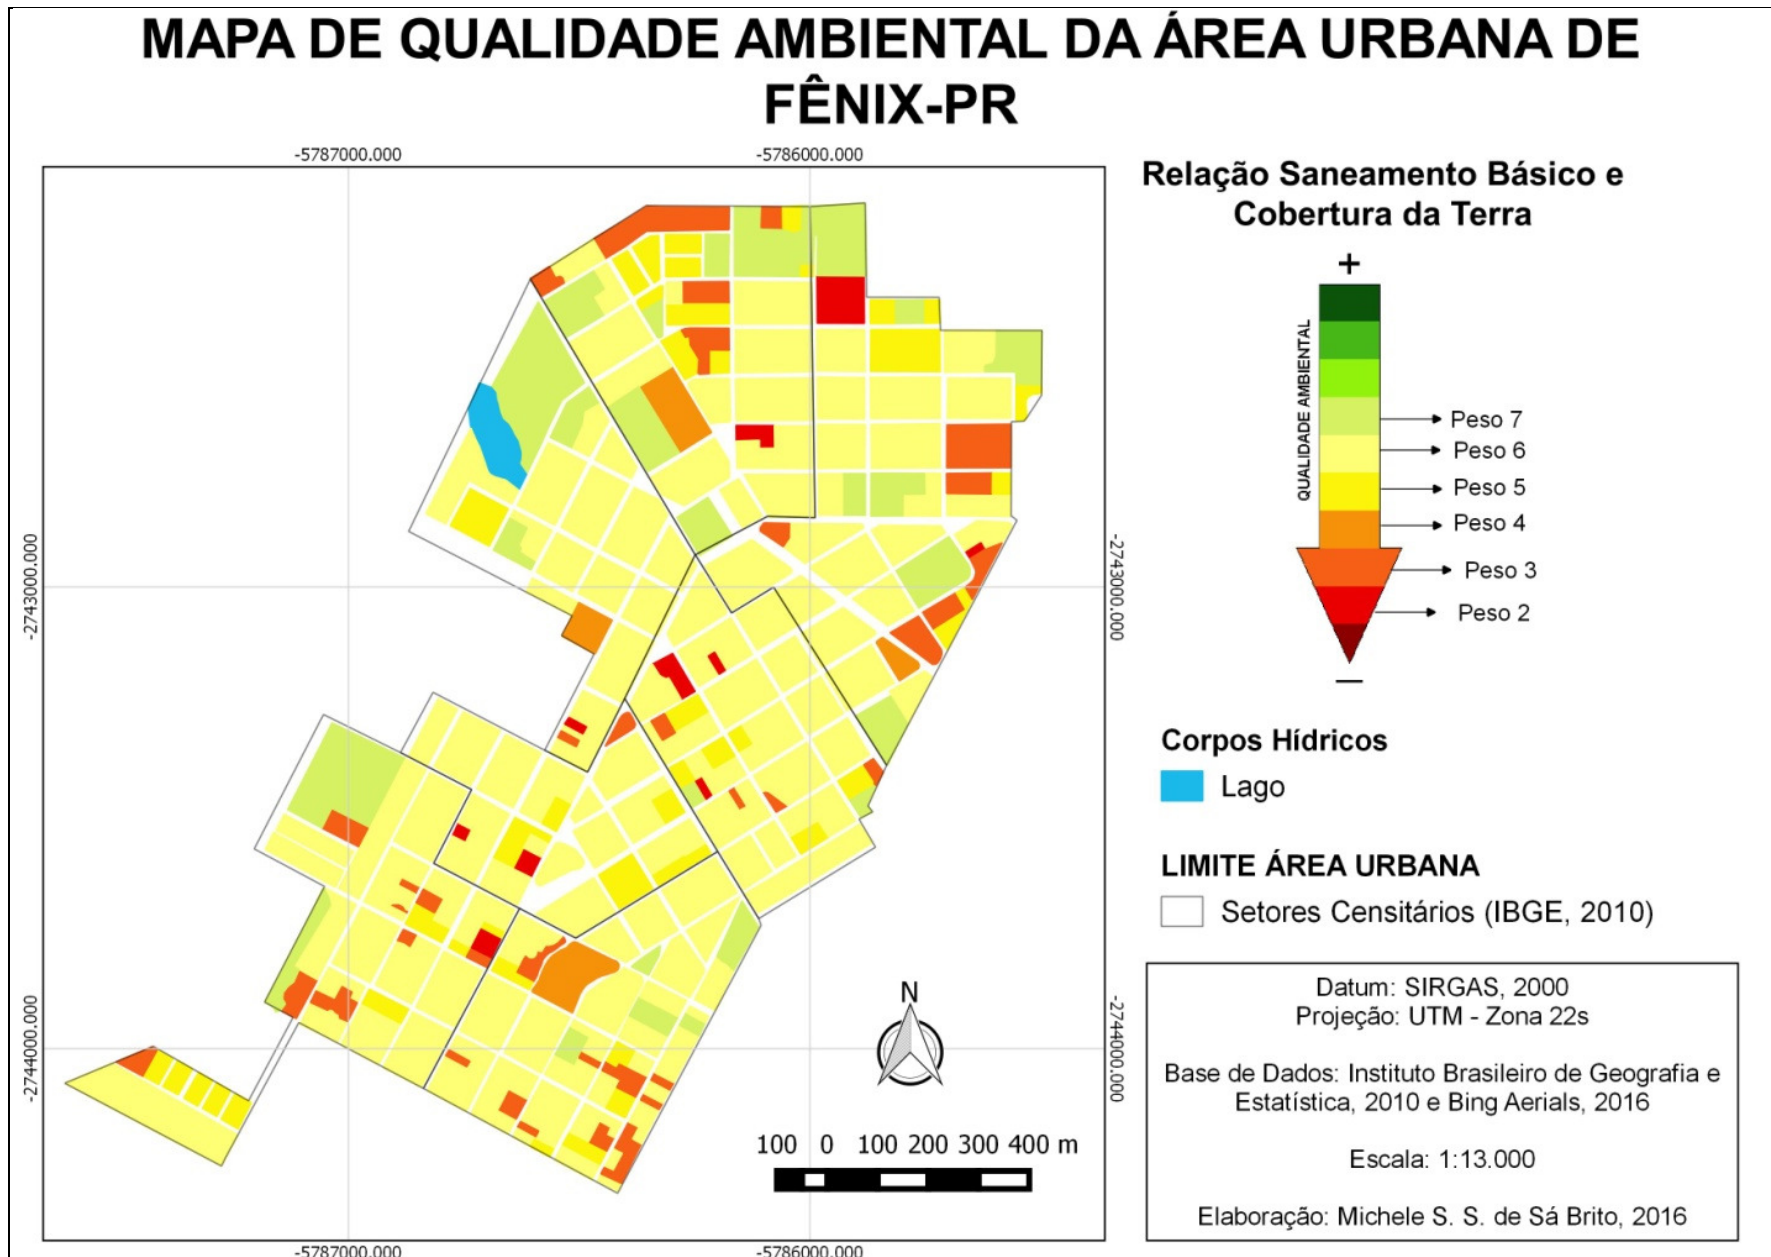 MAPA DE QUALIDADE AMBIENTAL DA ÁREA URBANA DE
FÊNIX-PR
-5787000.000
-5786000.000
-2743000.000
-2744000.000
-2743000.000
-2744000.000
-5787000.000
-5786000.000
N
100 0 100 200 300 400 m
Relação Saneamento Básico e
Cobertura da Terra
+
QUALIDADE AMBIENTAL
Peso 7
Peso 6
Peso 5
Peso 4
Peso 3
Peso 2
—
Corpos Hídricos
Lago
LIMITE ÁREA URBANA
Setores Censitários (IBGE, 2010)
Datum: SIRGAS, 2000
Projeção: UTM - Zona 22s
Base de Dados: Instituto Brasileiro de Geografia e
Estatística, 2010 e Bing Aerials, 2016
Escala: 1:13.000
Elaboração: Michele S. S. de Sá Brito, 2016